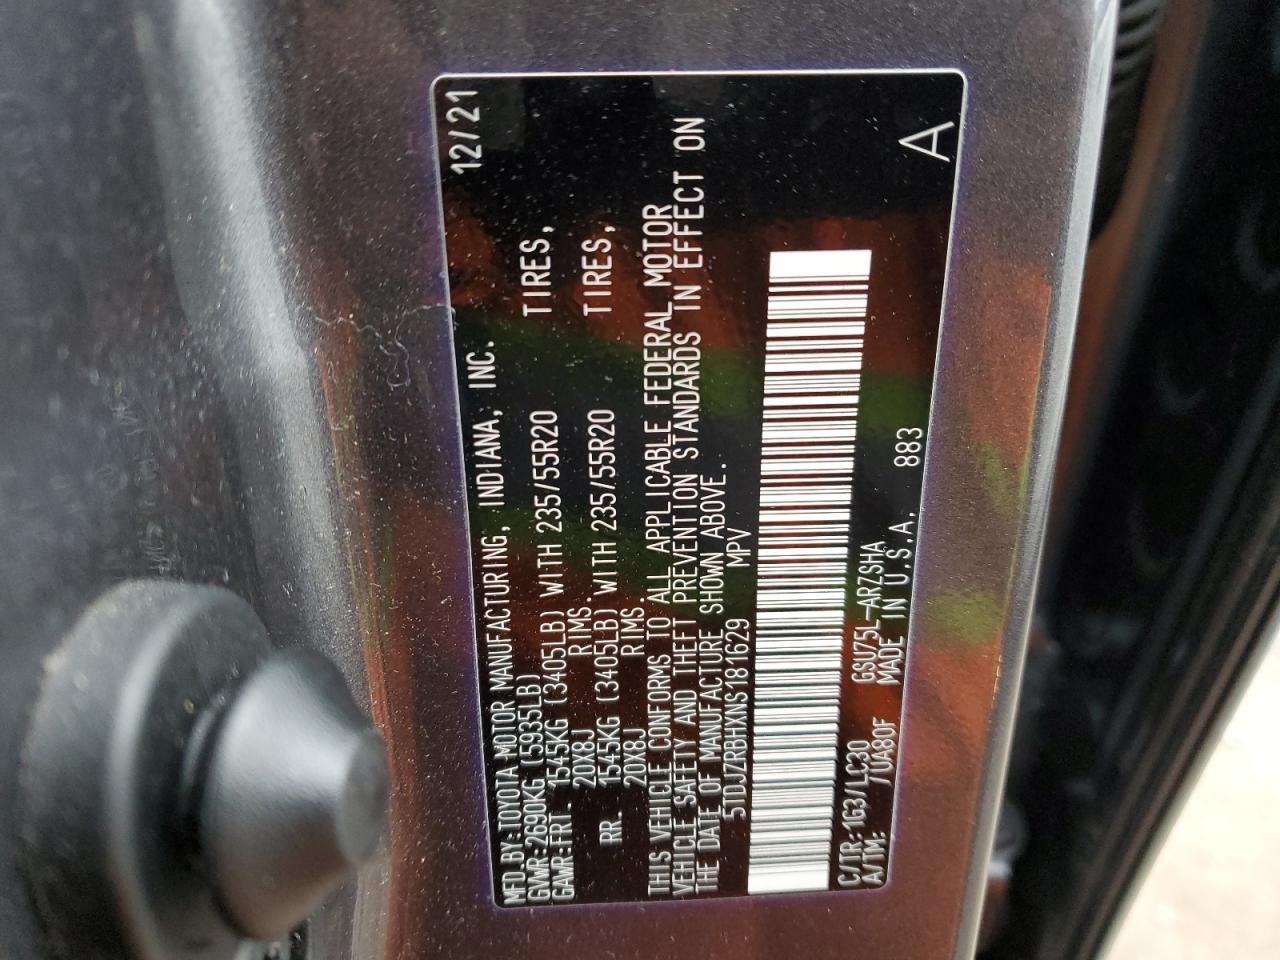 MFD.BY:TOYOTA MOTOR MANUFACTURING, INDIANA, INC. 12/21
GVWR:2690KG (5935LB)
GAWR:FRT. 1545KG (3405LB) WITH 235/55R20 TIRES,
20X8J RIMS.
RR. 1545KG (3405LB) WITH 235/55R20 TIRES,
20X8J RIMS.
THIS VEHICLE CONFORMS TO ALL APPLICABLE FEDERAL MOTOR
VEHICLE SAFETY AND THEFT PREVENTION STANDARDS IN EFFECT ON
THE DATE OF MANUFACTURE SHOWN ABOVE.
5TDJZRBHXNS181629 MPV
C/TR:1G3/LC30 GSU75L-ARZSHA
A/TM: /UA80F MADE IN U.S.A. 883 A